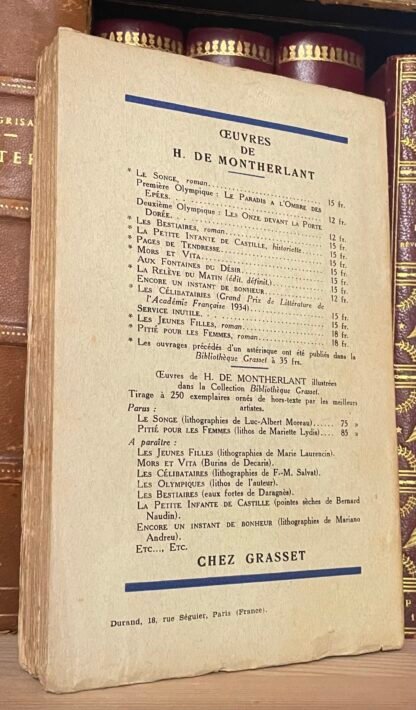 GRISA
TER
ŒUVRES
DE
H. DE MONTHERLANT
* Le Songe, roman .......... 15 fr.
Première Olympique : Le Paradis a l'Ombre des
Epées .......... 12 fr.
Deuxième Olympique : Les Onze devant la Porte
Dorée .......... 12 fr.
* Les Bestiaires, roman .......... 15 fr.
* La Petite Infante de Castille, historiette .......... 15 fr.
* Pages de Tendresse .......... 15 fr.
* Mors et Vita .......... 15 fr.
Aux Fontaines du Désir .......... 15 fr.
* La Relève du Matin (édit. définit.) .......... 15 fr.
Encore un instant de bonheur .......... 12 fr.
* Les Célibataires (Grand Prix de Littérature de
l'Académie Française 1934) .......... 15 fr.
Service inutile .......... 15 fr.
* Les Jeunes Filles, roman .......... 18 fr.
* Pitié pour les Femmes, roman .......... 18 fr.
* Les ouvrages précédés d'un astérisque ont été publiés dans la
Bibliothèque Grasset à 35 frs.
Œuvres de H. DE MONTHERLANT illustrées
dans la Collection Bibliothèque Grasset.
Tirage à 250 exemplaires ornés de hors-texte par les meilleurs
artistes.
Parus :
Le Songe (lithographies de Luc-Albert Moreau) ...... 75 »
Pitié pour les Femmes (lithos de Mariette Lydis) .... 85 »
A paraître :
Les Jeunes Filles (lithographies de Marie Laurencin).
Mors et Vita (Burins de Decaris).
Les Célibataires (lithographies de F.-M. Salvat).
Les Olympiques (lithos de l'auteur).
Les Bestiaires (eaux fortes de Daragnès).
La Petite Infante de Castille (pointes sèches de Bernard
Naudin).
Encore un instant de bonheur (lithographies de Mariano
Andreu).
Etc..., Etc.
CHEZ GRASSET
Durand, 18, rue Séguier, Paris (France).